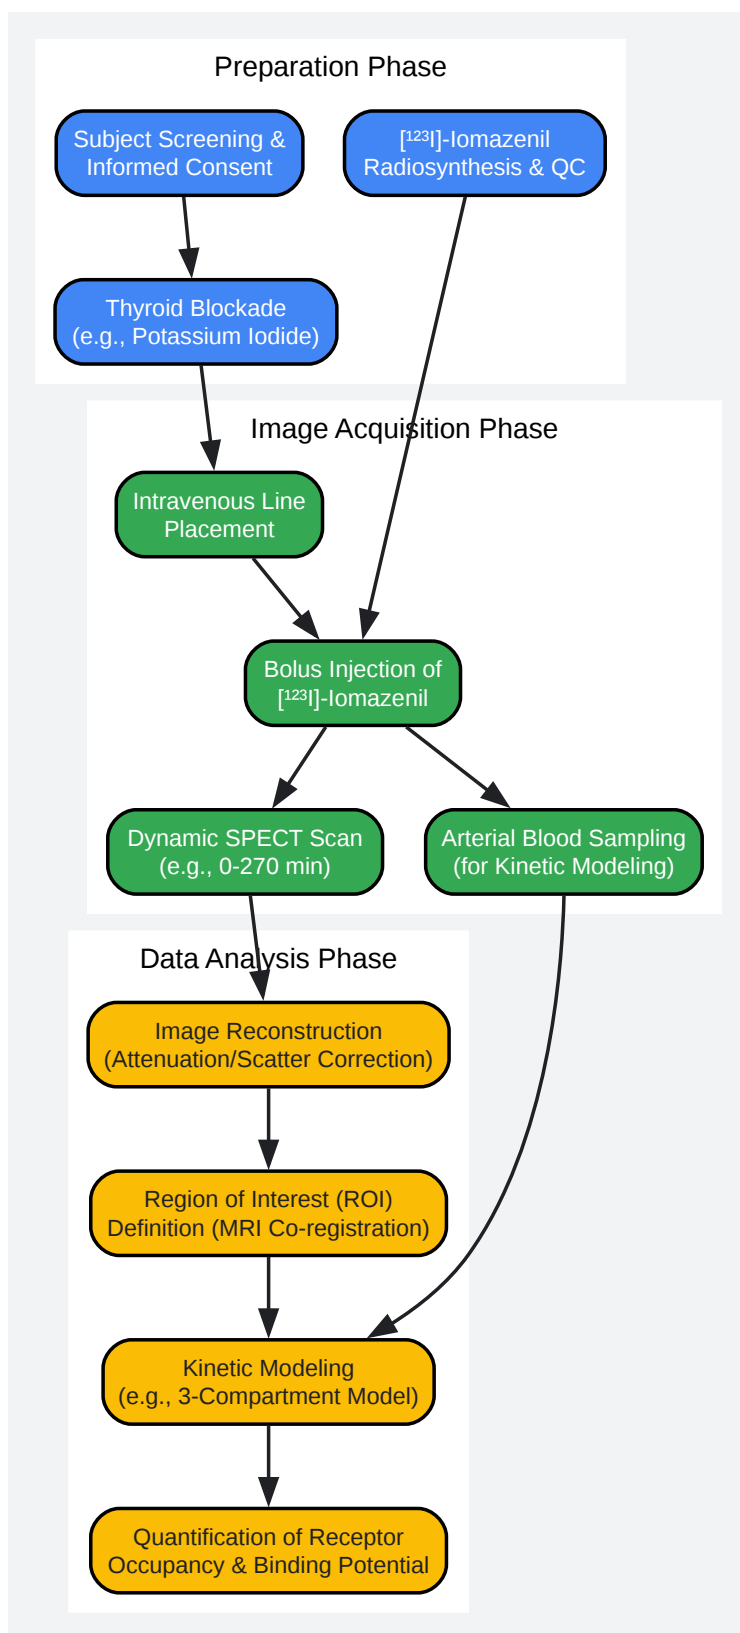 Preparation Phase
Subject Screening &
Informed Consent
[¹²³I]-Iomazenil
Radiosynthesis & QC
Thyroid Blockade
(e.g., Potassium Iodide)
Image Acquisition Phase
Intravenous Line
Placement
Bolus Injection of
[¹²³I]-Iomazenil
Dynamic SPECT Scan
(e.g., 0-270 min)
Arterial Blood Sampling
(for Kinetic Modeling)
Data Analysis Phase
Image Reconstruction
(Attenuation/Scatter Correction)
Region of Interest (ROI)
Definition (MRI Co-registration)
Kinetic Modeling
(e.g., 3-Compartment Model)
Quantification of Receptor
Occupancy & Binding Potential